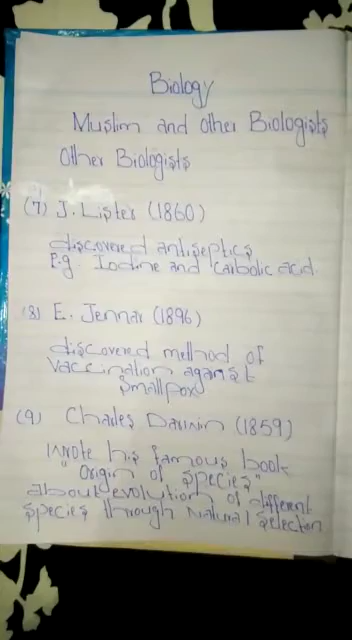 Biology
Muslim and other Biologists
Other Biologists
(7) J. Lister (1860)
discovered antiseptics
e.g. Iodine and Carbolic acid.
(8) E. Jennar (1896)
discovered method of
vaccination against
Smallpox
(9) Charles Darwin (1859)
Wrote his famous book
"Origin of Species"
about evolution of different
species through Natural Selection